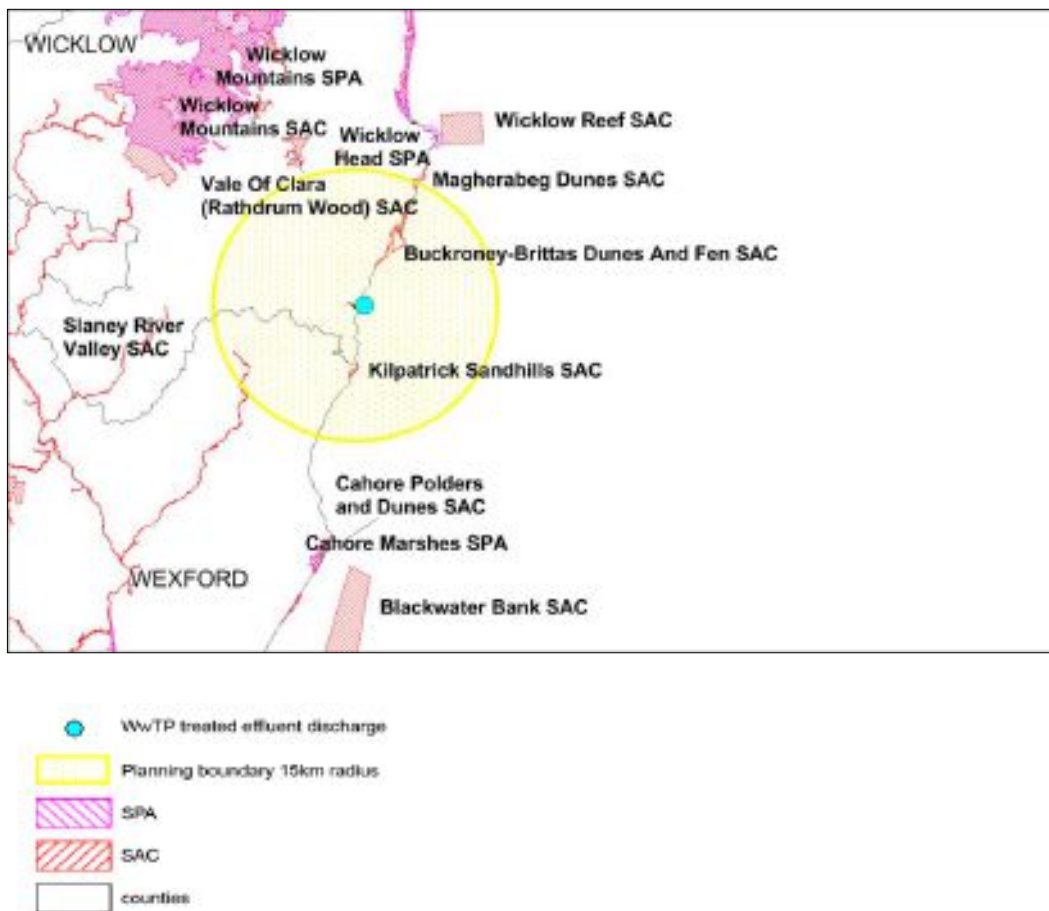 WICKLOW
Wicklow
Mountains SPA
Wicklow
Mountains SAC
Wicklow Reef SAC
Wicklow
Head SPA
Magherabeg Dunes SAC
Vale Of Clara
(Rathdrum Wood) SAC
Buckroney-Brittas Dunes And Fen SAC
Slaney River
Valley SAC
Kilpatrick Sandhills SAC
Cahore Polders
and Dunes SAC
Cahore Marshes SPA
WEXFORD
Blackwater Bank SAC
WwTP treated effluent discharge
Planning boundary 15km radius
SPA
SAC
counties